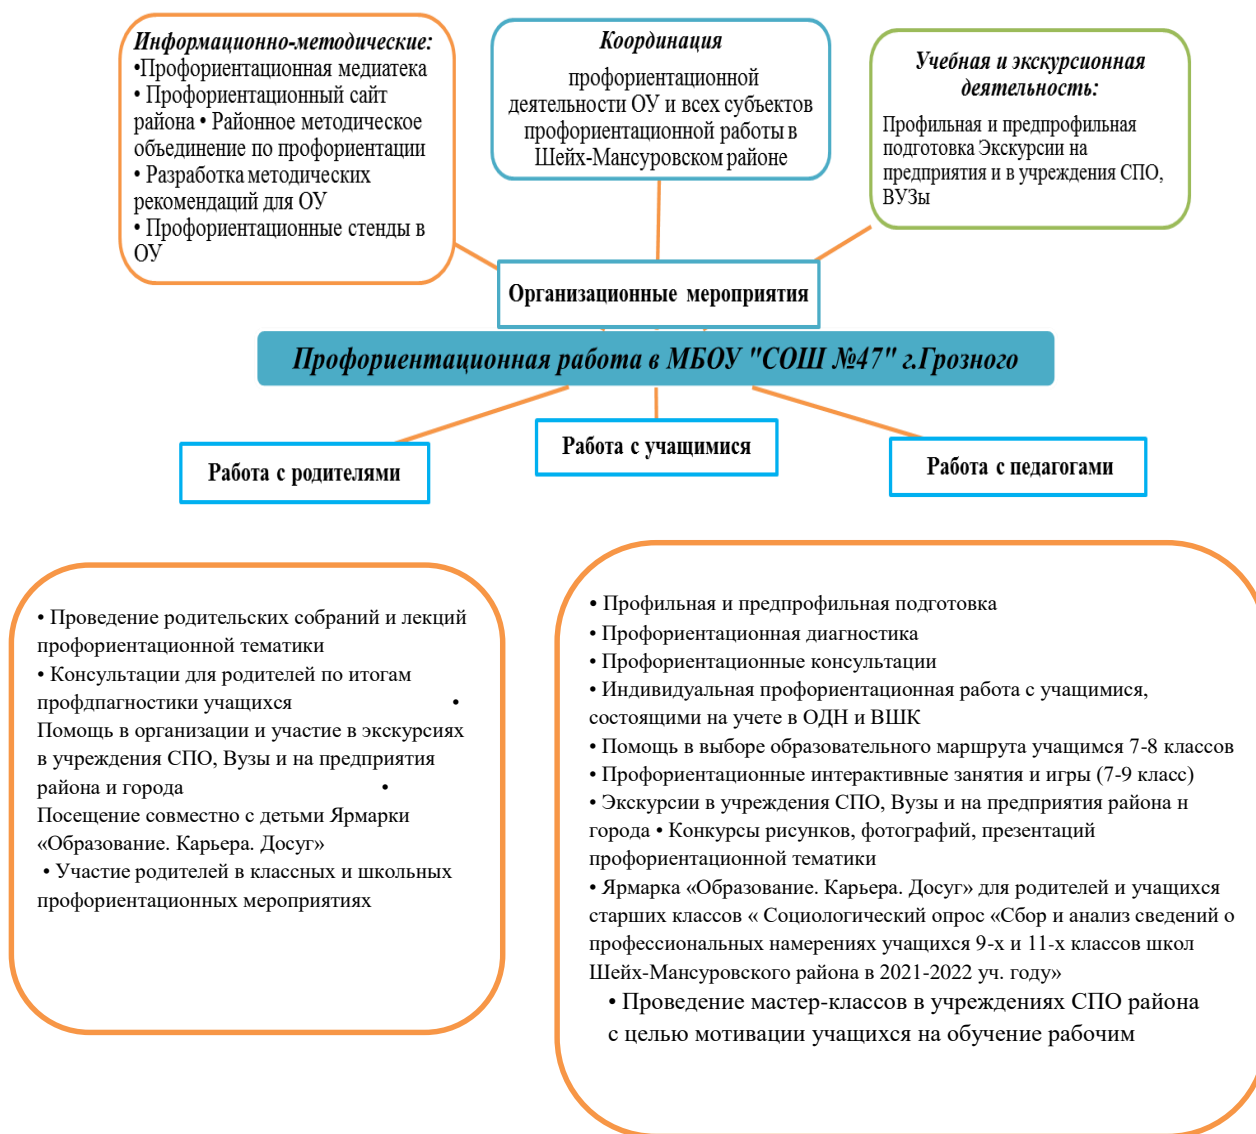 Информационно-методические:
•Профориентационная медиатека
• Профориентационный сайт
района • Районное методическое
объединение по профориентации
• Разработка методических
рекомендаций для ОУ
• Профориентационные стенды в
ОУ
Координация
профориентационной
деятельности ОУ и всех субъектов
профориентационной работы в
Шейх-Мансуровском районе
Учебная и экскурсионная
деятельность:
Профильная и предпрофильная
подготовка Экскурсии на
предприятия и в учреждения СПО,
ВУЗы
Организационные мероприятия
Профориентационная работа в МБОУ "СОШ №47" г.Грозного
Работа с родителями
Работа с учащимися
Работа с педагогами
• Проведение родительских собраний и лекций
профориентационной тематики
• Консультации для родителей по итогам
профдпагностики учащихся •
Помощь в организации и участие в экскурсиях
в учреждения СПО, Вузы и на предприятия
района и города •
Посещение совместно с детьми Ярмарки
«Образование. Карьера. Досуг»
• Участие родителей в классных и школьных
профориентационных мероприятиях
• Профильная и предпрофильная подготовка
• Профориентационная диагностика
• Профориентационные консультации
• Индивидуальная профориентационная работа с учащимися,
состоящими на учете в ОДН и ВШК
• Помощь в выборе образовательного маршрута учащимся 7-8 классов
• Профориентационные интерактивные занятия и игры (7-9 класс)
• Экскурсии в учреждения СПО, Вузы и на предприятия района н
города • Конкурсы рисунков, фотографий, презентаций
профориентационной тематики
• Ярмарка «Образование. Карьера. Досуг» для родителей и учащихся
старших классов « Социологический опрос «Сбор и анализ сведений о
профессиональных намерениях учащихся 9-х и 11-х классов школ
Шейх-Мансуровского района в 2021-2022 уч. году»
• Проведение мастер-классов в учреждениях СПО района
с целью мотивации учащихся на обучение рабочим